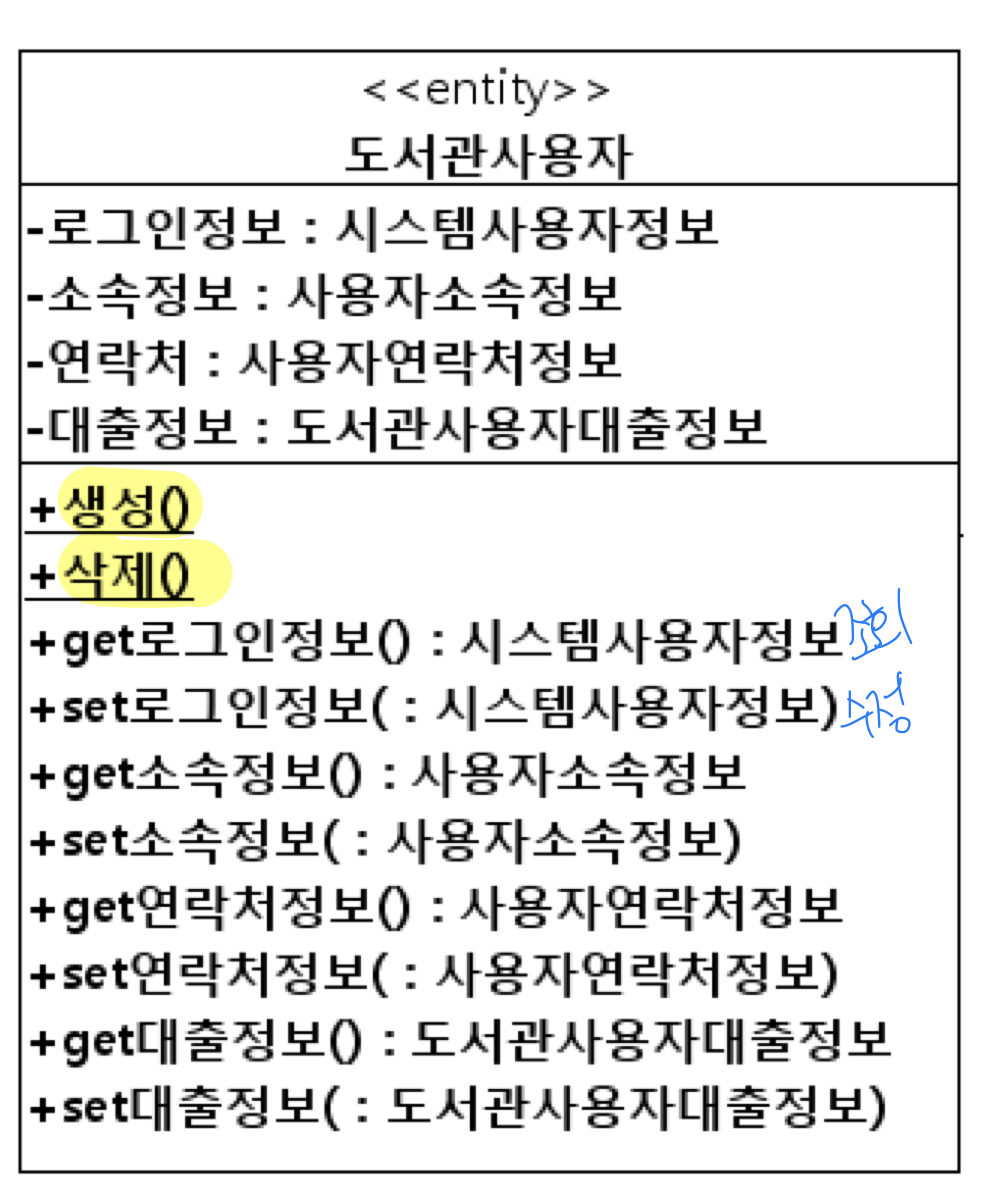 <<entity>>
도서관사용자
-로그인정보 : 시스템사용자정보
-소속정보 : 사용자소속정보
-연락처 : 사용자연락처정보
-대출정보 : 도서관사용자대출정보
+생성()
+삭제()
+get로그인정보() : 시스템사용자정보 조회
+set로그인정보( : 시스템사용자정보) 수정
+get소속정보() : 사용자소속정보
+set소속정보( : 사용자소속정보)
+get연락처정보() : 사용자연락처정보
+set연락처정보( : 사용자연락처정보)
+get대출정보() : 도서관사용자대출정보
+set대출정보( : 도서관사용자대출정보)